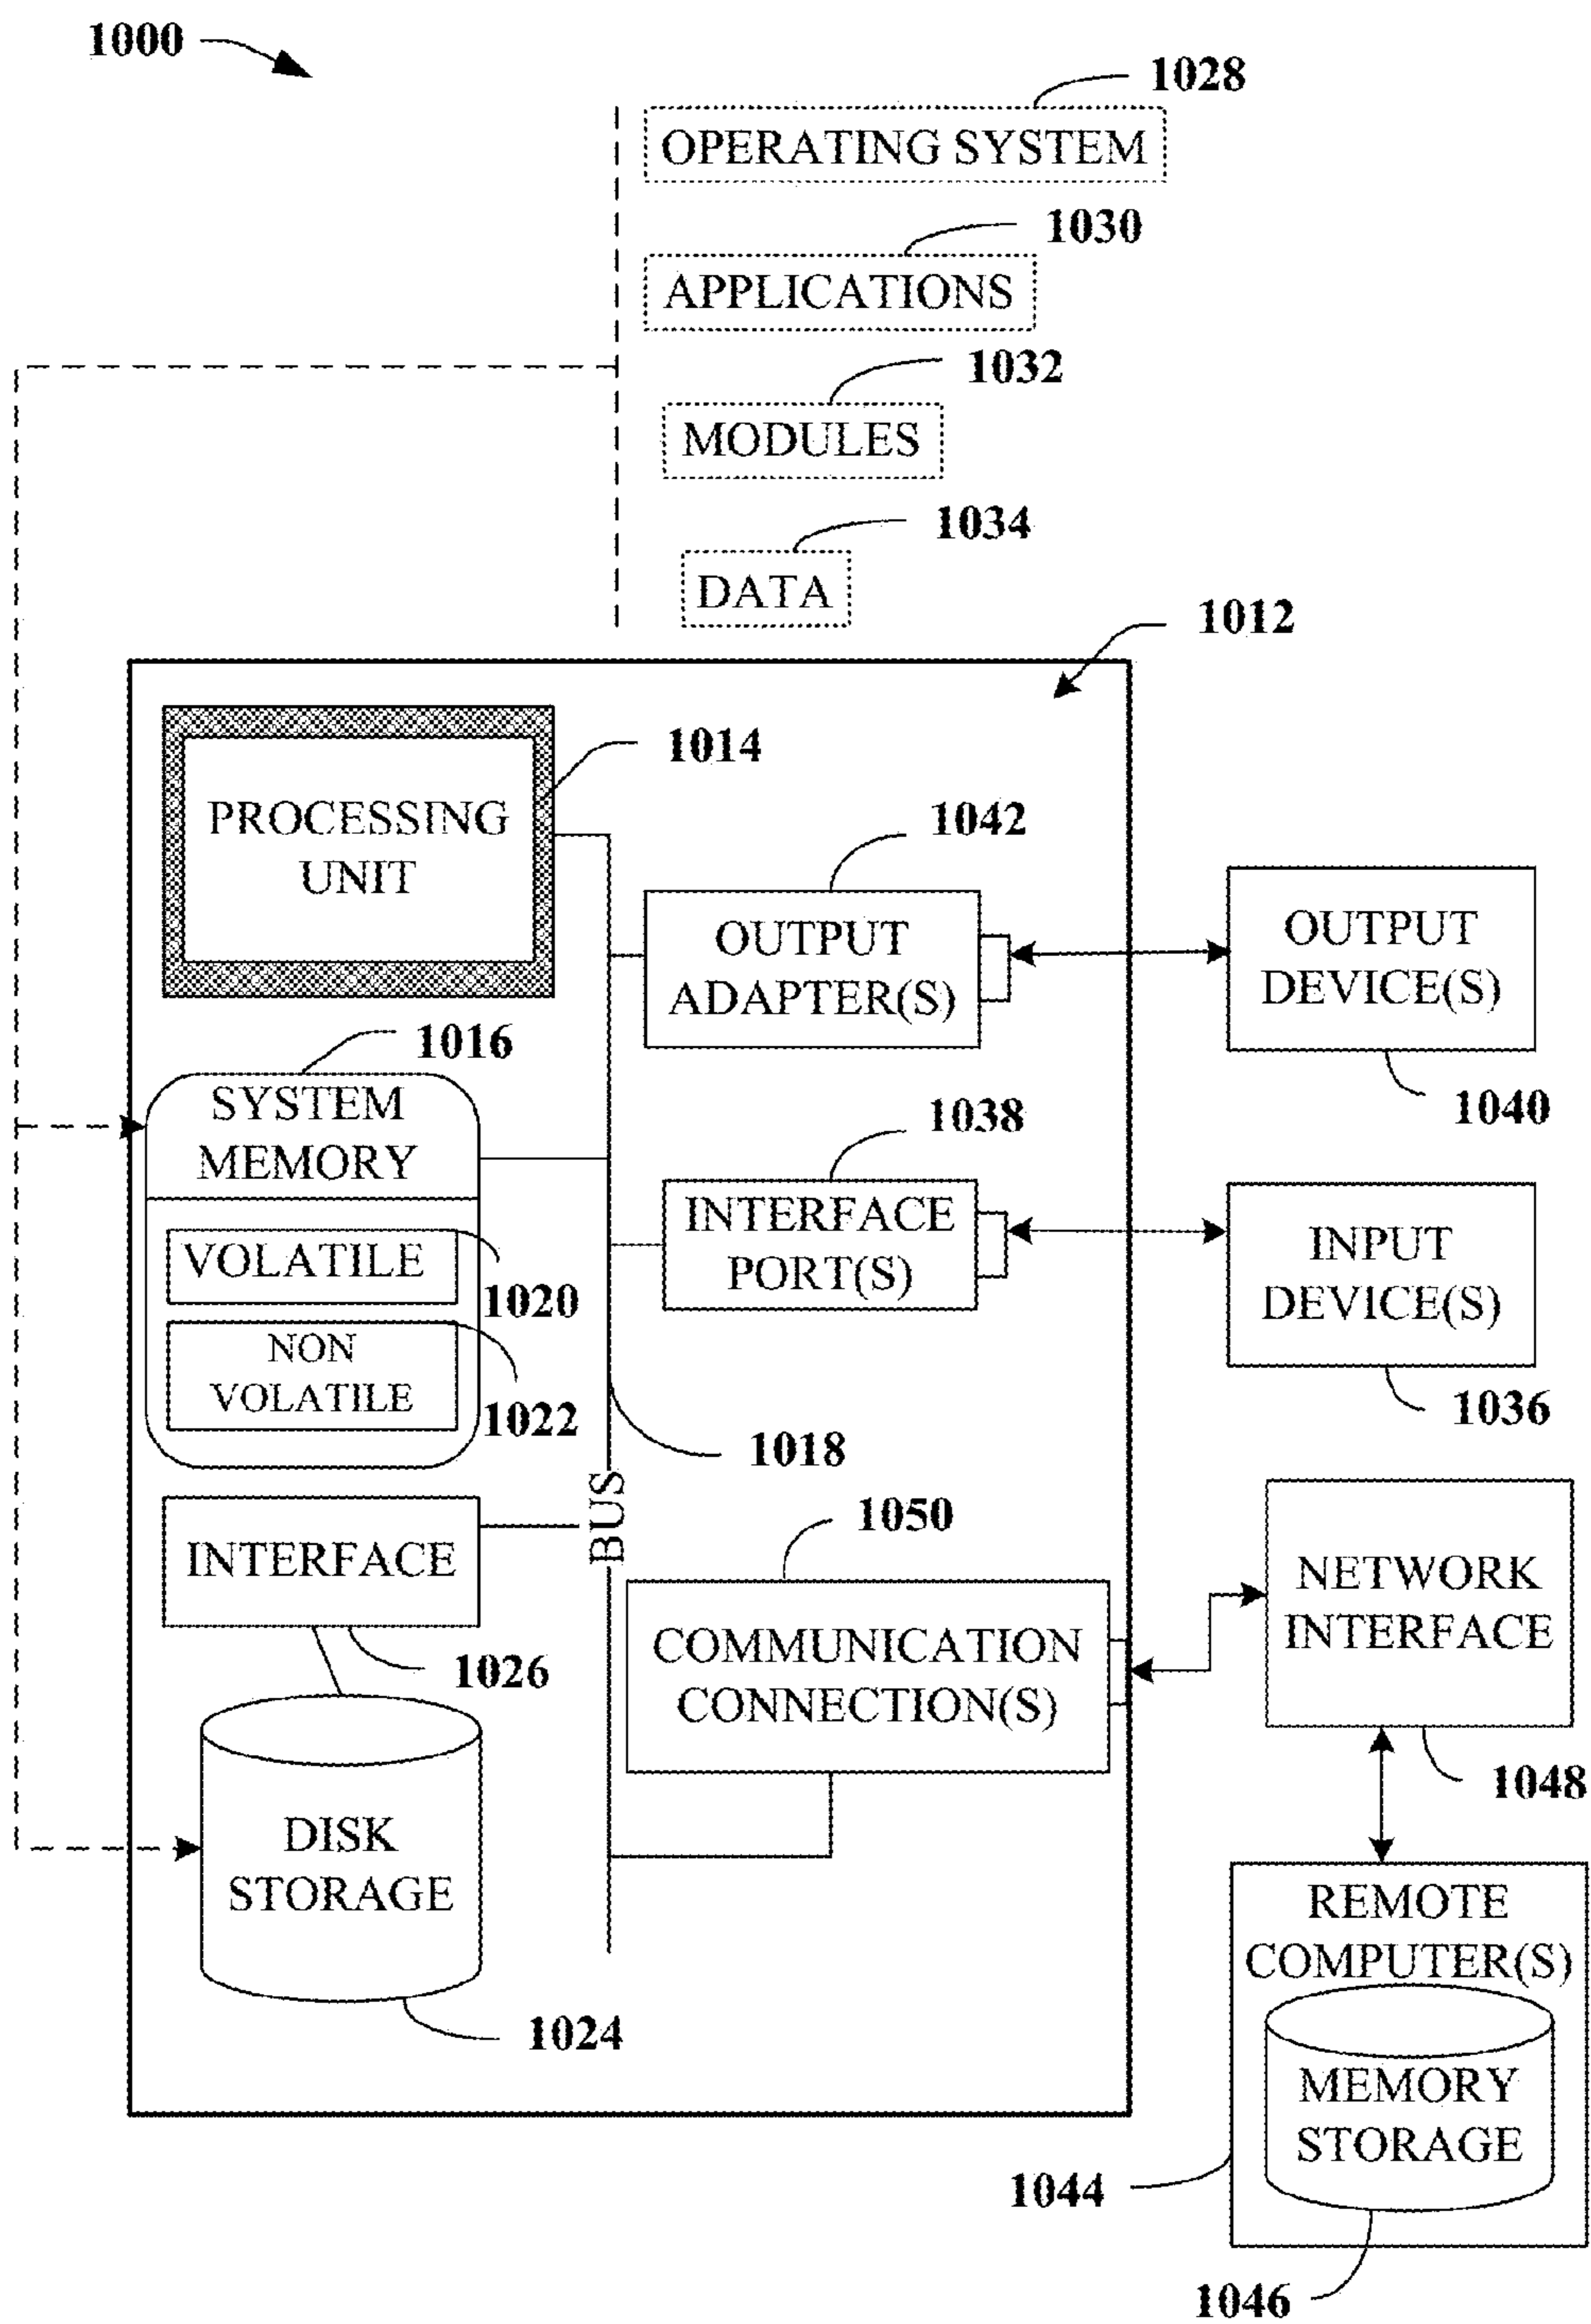 1000
1028
OPERATING SYSTEM
1030
APPLICATIONS
1032
MODULES
1034
DATA
1012
1014
PROCESSING
UNIT
1042
OUTPUT
ADAPTER(S)
OUTPUT
DEVICE(S)
1040
1016
SYSTEM
MEMORY
VOLATILE
1020
NON
VOLATILE
1022
1038
INTERFACE
PORT(S)
INPUT
DEVICE(S)
1036
1018
BUS
INTERFACE
1026
1050
COMMUNICATION
CONNECTION(S)
NETWORK
INTERFACE
1048
DISK
STORAGE
1024
REMOTE
COMPUTER(S)
MEMORY
STORAGE
1044
1046